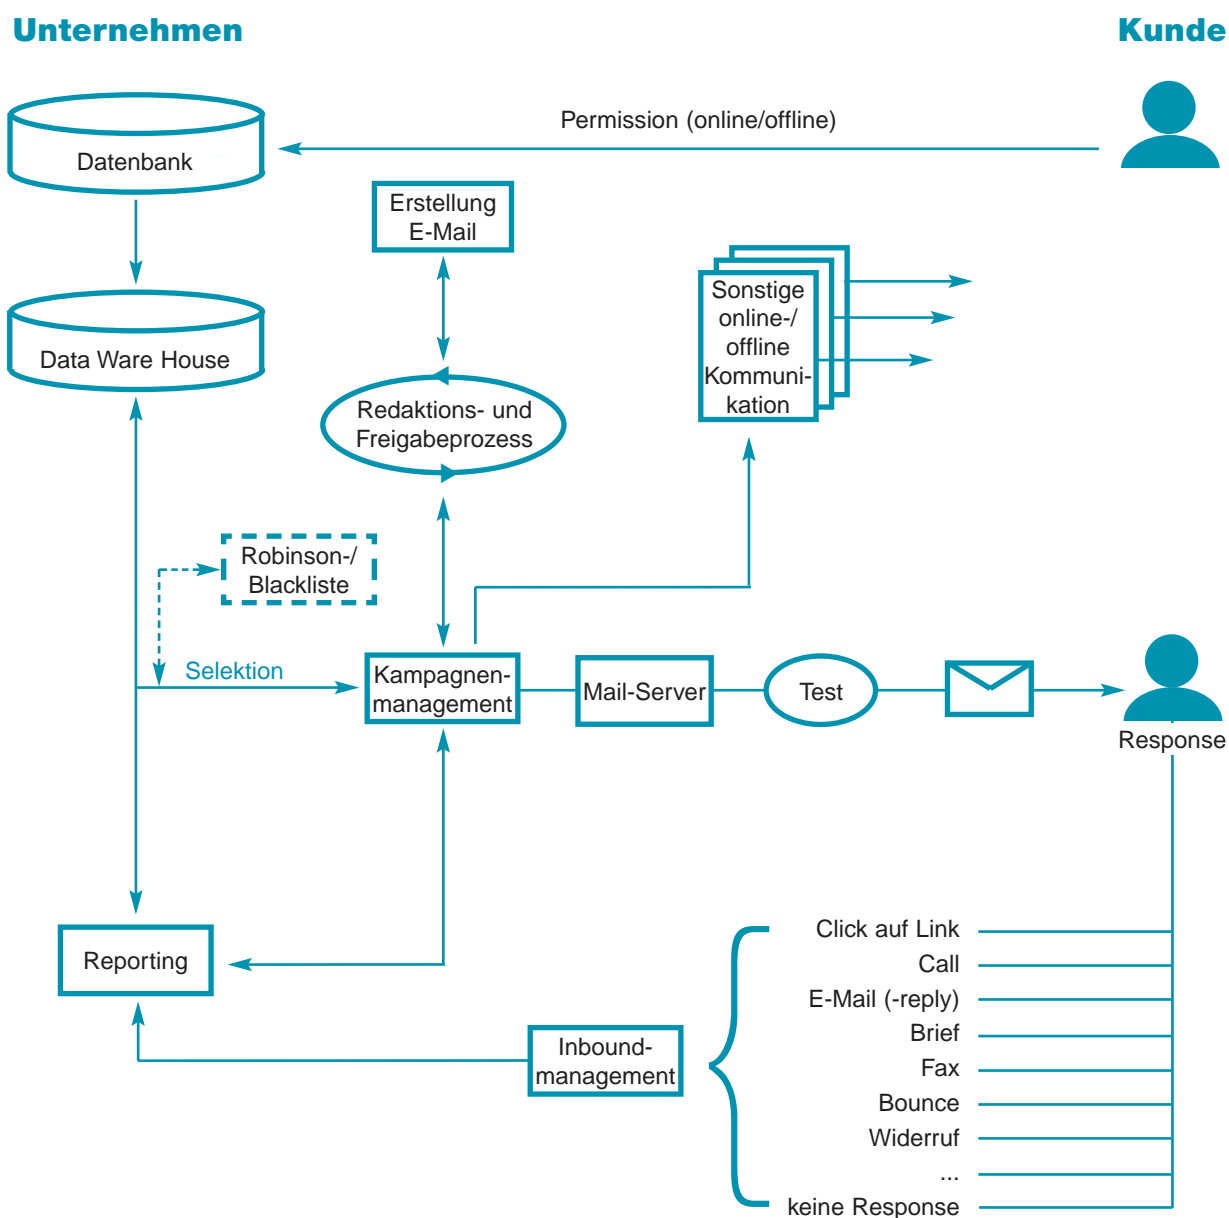 Unternehmen
Kunde
Permission (online/offline)
Datenbank
Erstellung
E-Mail
Sonstige
online-/
offline
Kommuni-
kation
Data Ware House
Redaktions- und
Freigabeprozess
Robinson-/
Blackliste
Selektion
Kampagnen-
management
Mail-Server
Test
Response
Reporting
Inbound-
management
Click auf Link
Call
E-Mail (-reply)
Brief
Fax
Bounce
Widerruf
...
keine Response